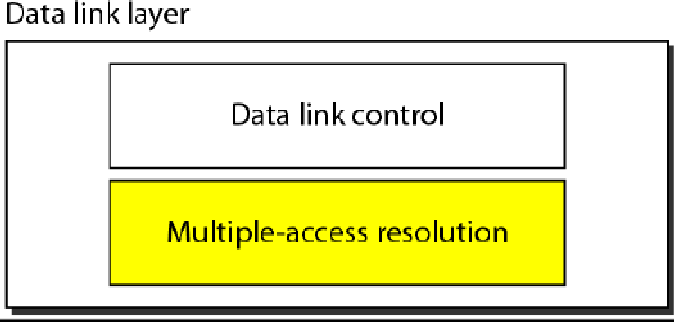 Data link layer
Data link control
Multiple-access resolution